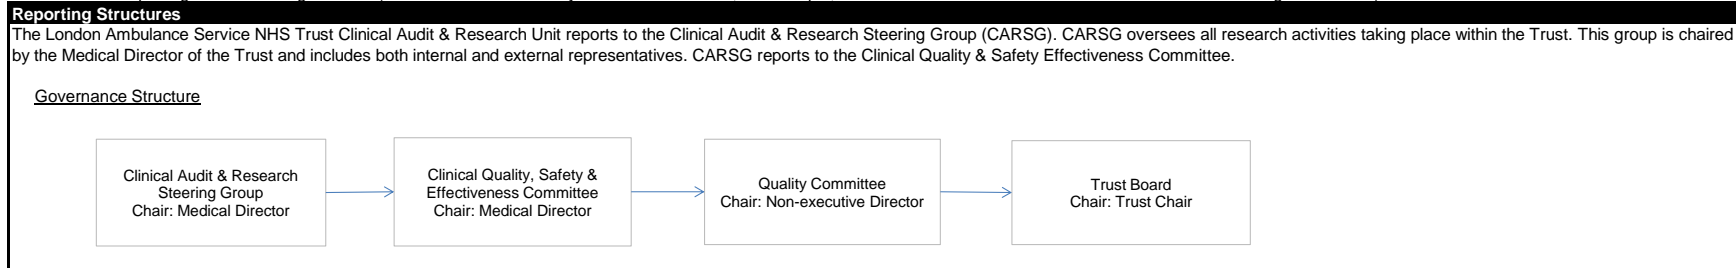 Reporting Structures
The London Ambulance Service NHS Trust Clinical Audit & Research Unit reports to the Clinical Audit & Research Steering Group (CARSG). CARSG oversees all research activities taking place within the Trust. This group is chaired
by the Medical Director of the Trust and includes both internal and external representatives. CARSG reports to the Clinical Quality & Safety Effectiveness Committee.
Governance Structure
Clinical Audit & Research
Steering Group
Chair: Medical Director
Clinical Quality, Safety &
Effectiveness Committee
Chair: Medical Director
Quality Committee
Chair: Non-executive Director
Trust Board
Chair: Trust Chair